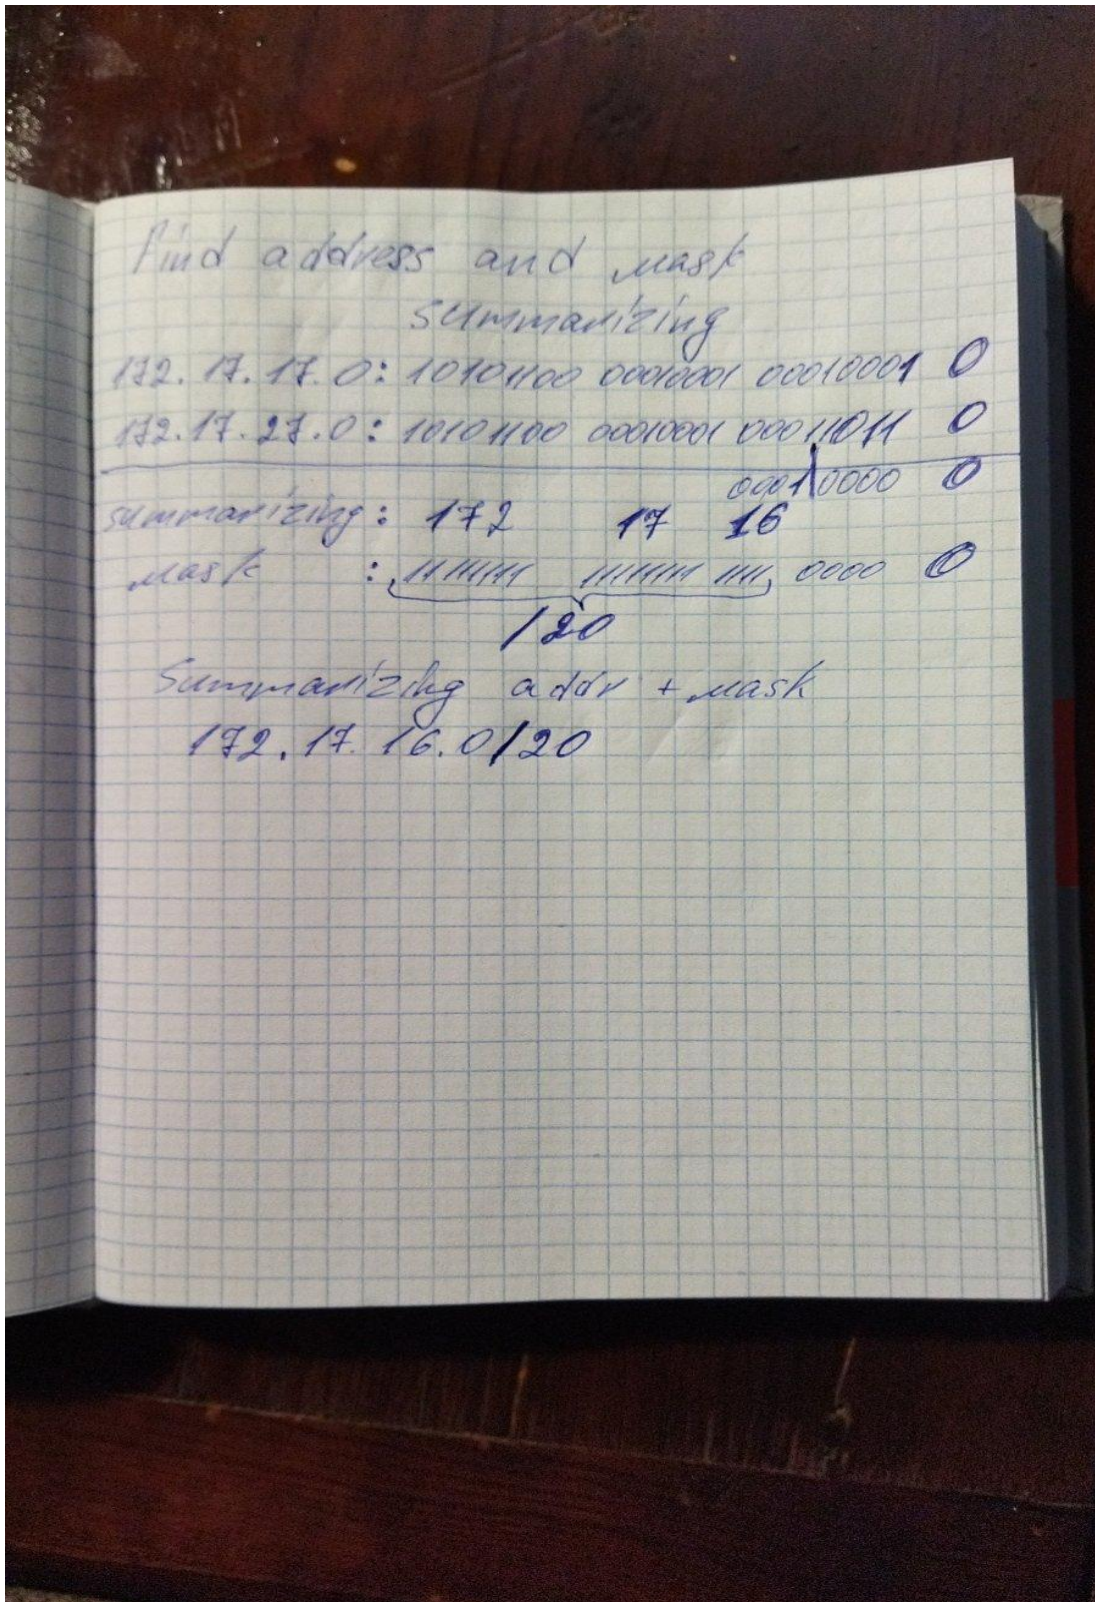 Find address and mask
summarizing
172.17.17.0: 10101100 00010001 00010001 0
172.17.27.0: 10101100 00010001 00011011 0
00010000 0
summarizing: 172 17 16
mask : 11111111 11111111 1111 0000 0
/20
Summarizing addr + mask
172.17.16.0/20